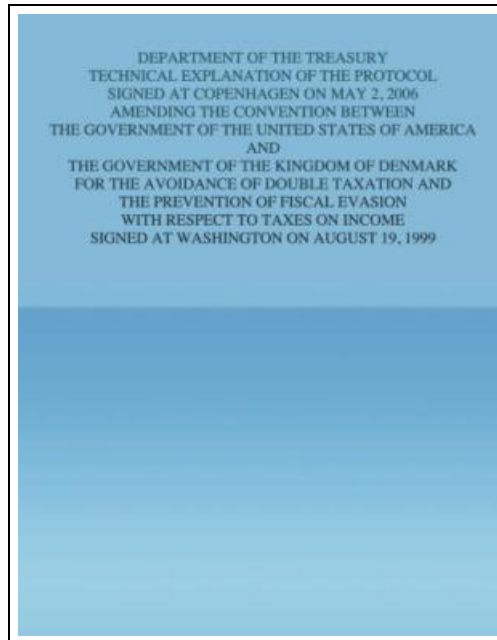 DEPARTMENT OF THE TREASURY
TECHNICAL EXPLANATION OF THE PROTOCOL
SIGNED AT COPENHAGEN ON MAY 2, 2006
AMENDING THE CONVENTION BETWEEN
THE GOVERNMENT OF THE UNITED STATES OF AMERICA
AND
THE GOVERNMENT OF THE KINGDOM OF DENMARK
FOR THE AVOIDANCE OF DOUBLE TAXATION AND
THE PREVENTION OF FISCAL EVASION
WITH RESPECT TO TAXES ON INCOME
SIGNED AT WASHINGTON ON AUGUST 19, 1999